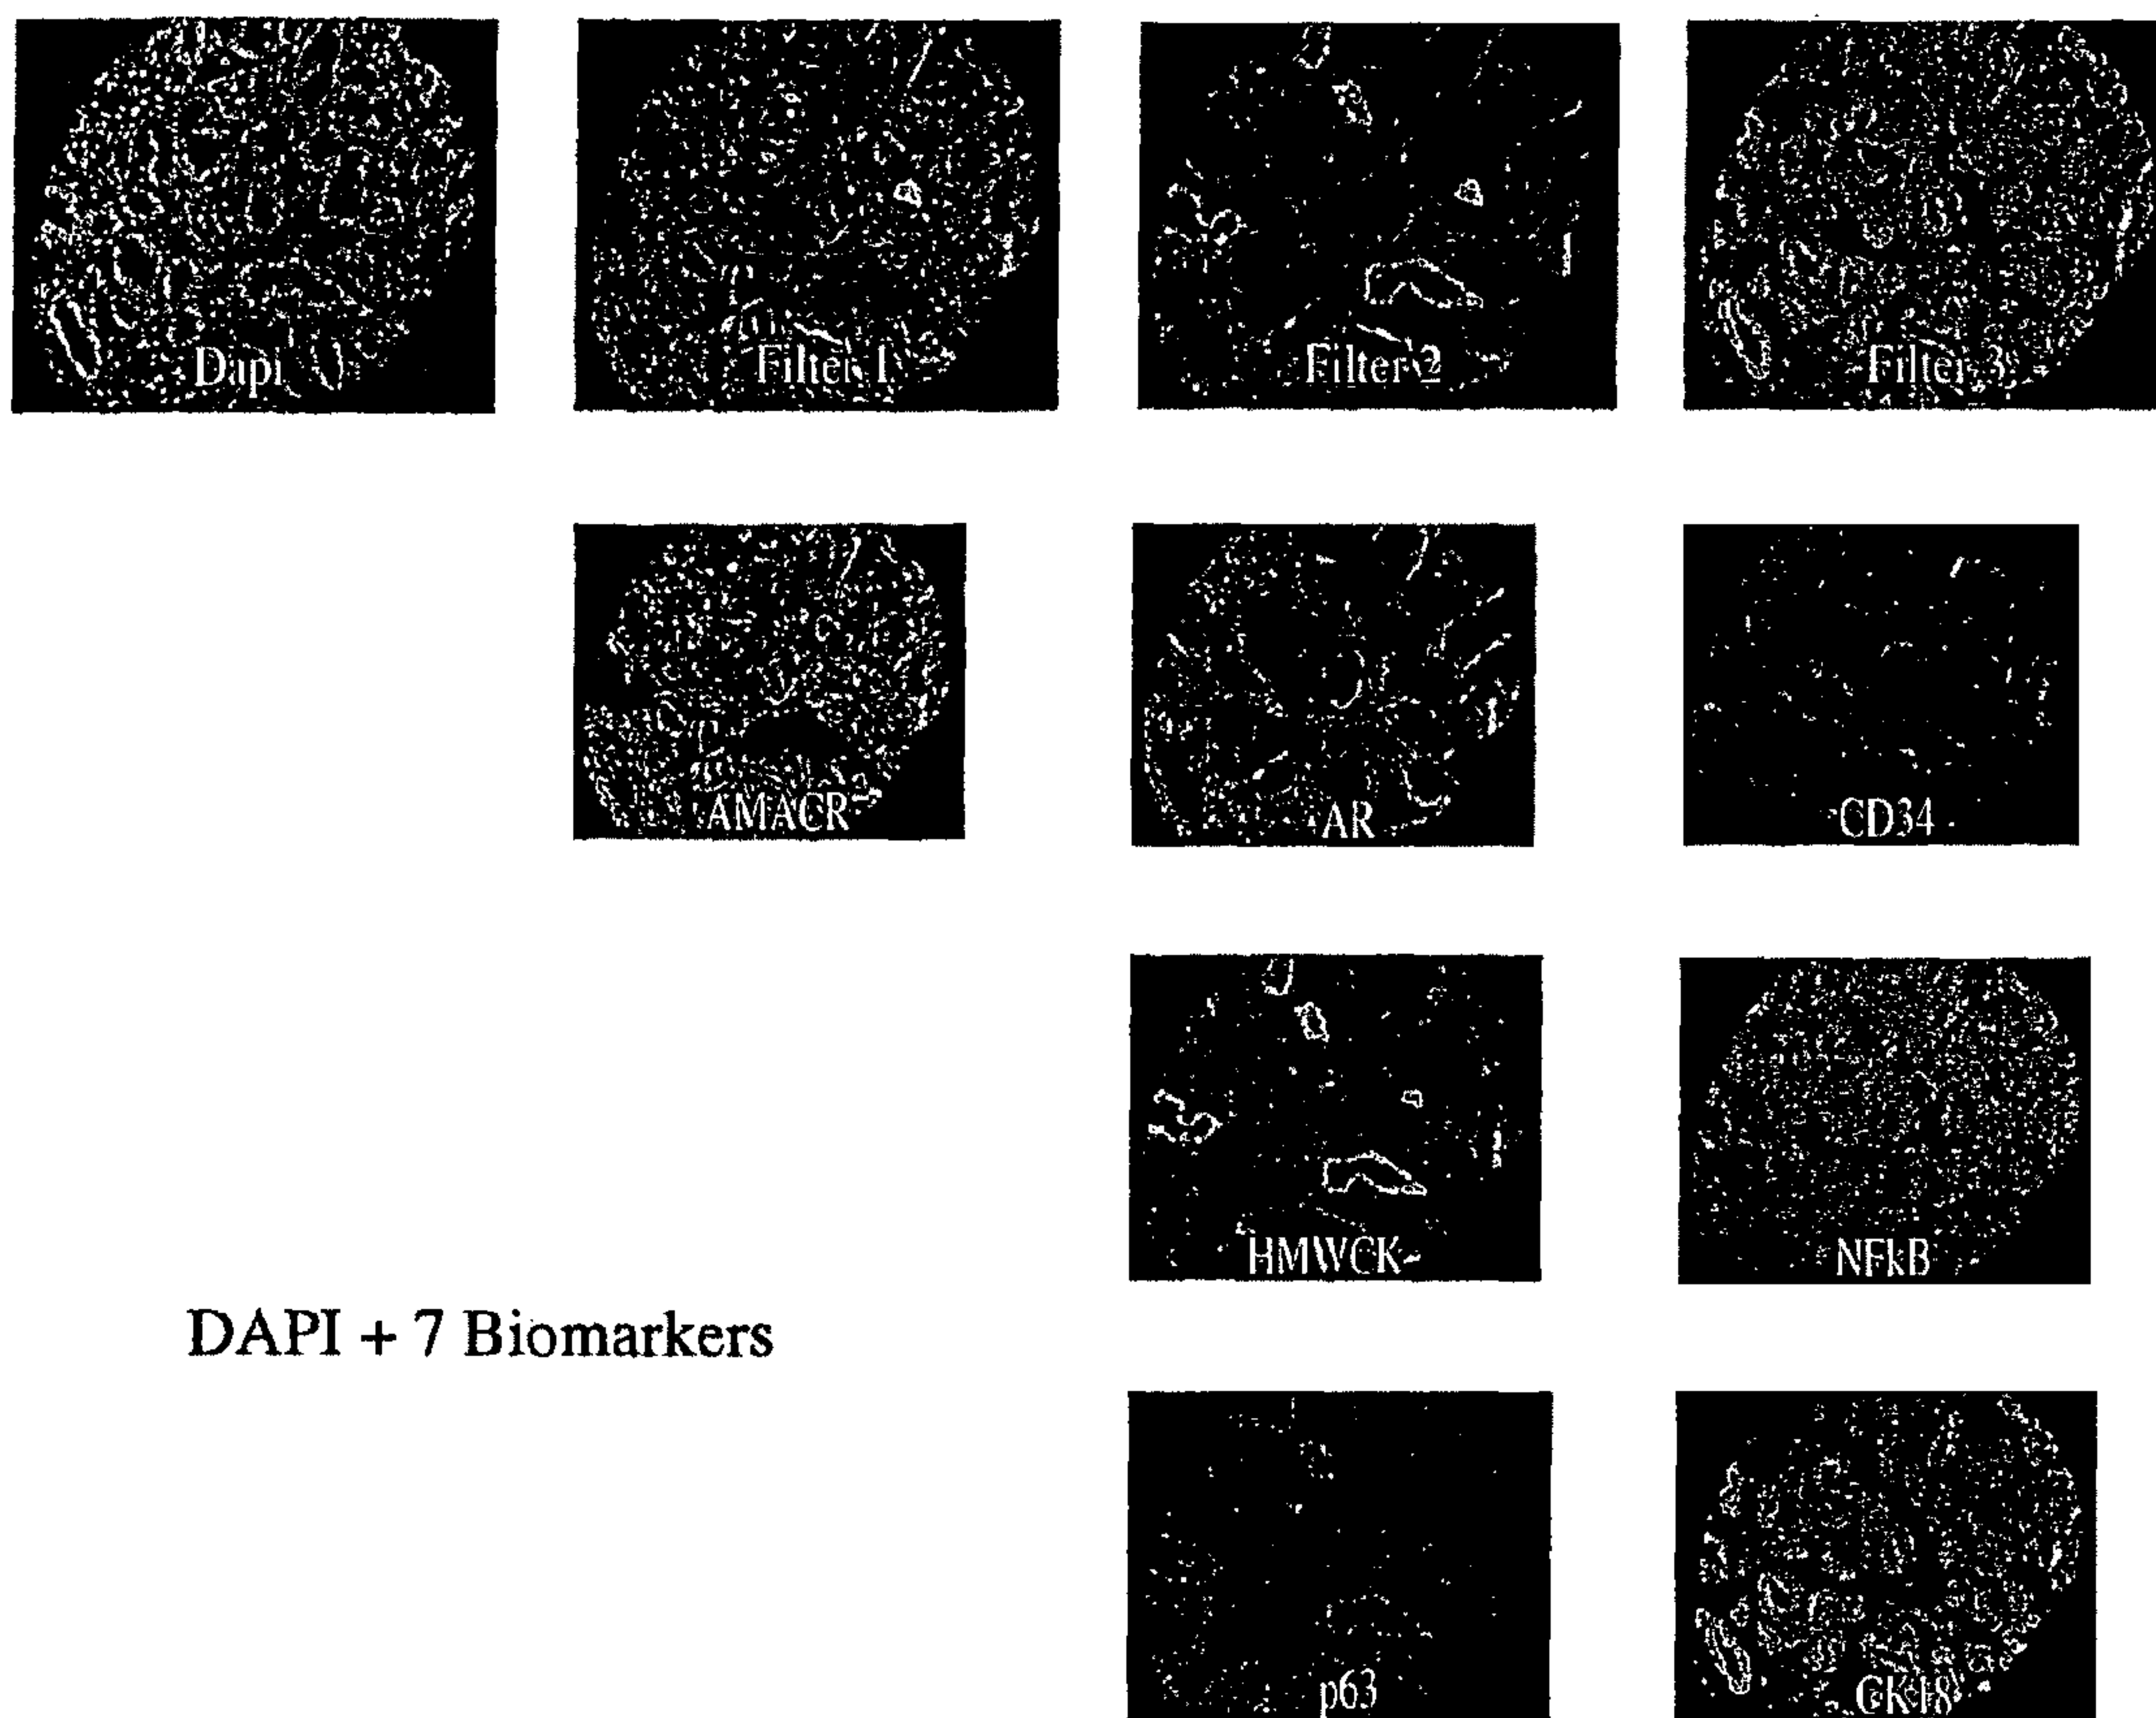 Dapi
Filter 1
Filter 2
Filter 3
AMACR
AR
CD34
HMWCK
NFkB
DAPI + 7 Biomarkers
p63
CK18